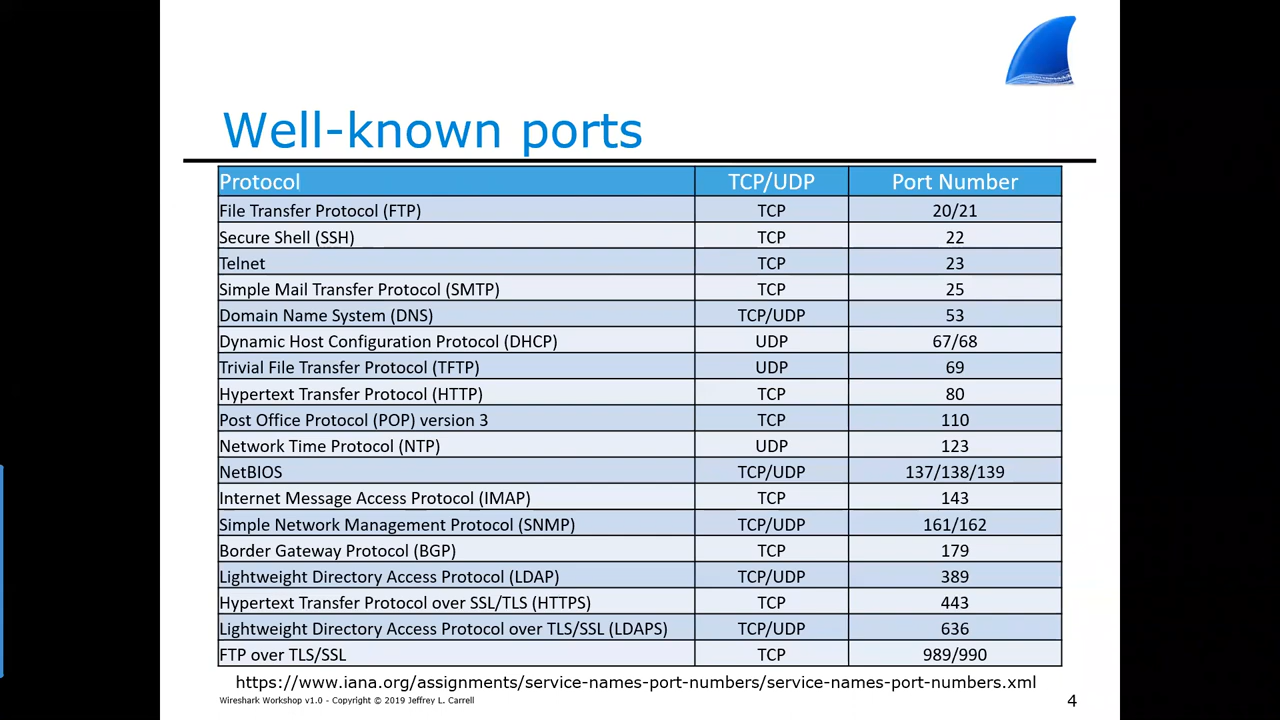 Well-known ports
Protocol TCP/UDP Port Number
File Transfer Protocol (FTP) TCP 20/21
Secure Shell (SSH) TCP 22
Telnet TCP 23
Simple Mail Transfer Protocol (SMTP) TCP 25
Domain Name System (DNS) TCP/UDP 53
Dynamic Host Configuration Protocol (DHCP) UDP 67/68
Trivial File Transfer Protocol (TFTP) UDP 69
Hypertext Transfer Protocol (HTTP) TCP 80
Post Office Protocol (POP) version 3 TCP 110
Network Time Protocol (NTP) UDP 123
NetBIOS TCP/UDP 137/138/139
Internet Message Access Protocol (IMAP) TCP 143
Simple Network Management Protocol (SNMP) TCP/UDP 161/162
Border Gateway Protocol (BGP) TCP 179
Lightweight Directory Access Protocol (LDAP) TCP/UDP 389
Hypertext Transfer Protocol over SSL/TLS (HTTPS) TCP 443
Lightweight Directory Access Protocol over TLS/SSL (LDAPS) TCP/UDP 636
FTP over TLS/SSL TCP 989/990
https://www.iana.org/assignments/service-names-port-numbers/service-names-port-numbers.xml
Wireshark Workshop v1.0 - Copyright © 2019 Jeffrey L. Carrell 4